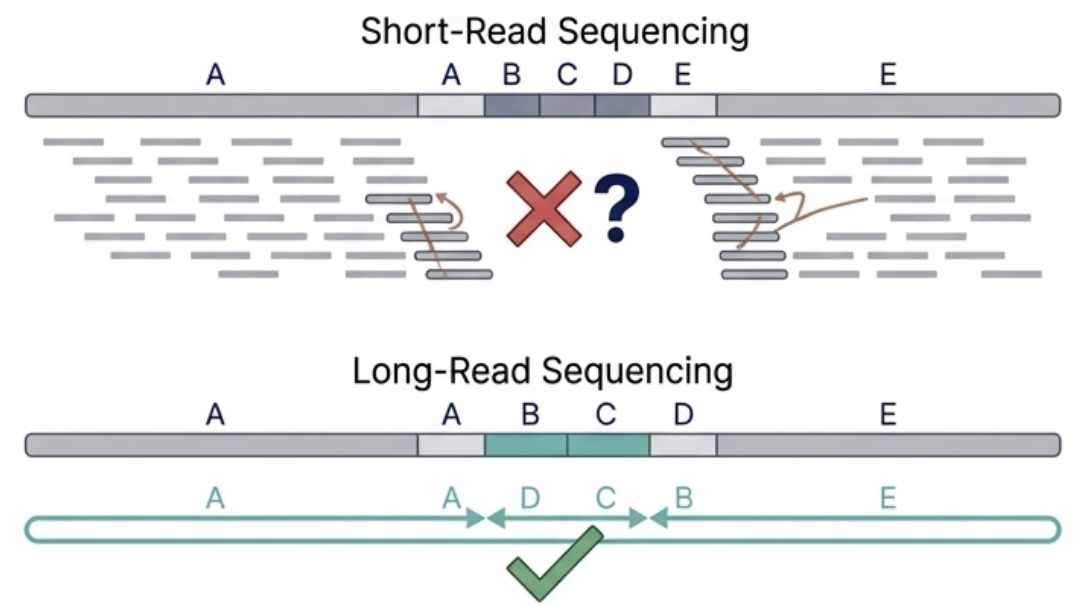 Short-Read Sequencing
A A B C D E E
?
Long-Read Sequencing
A A B C D E
A A D C B E